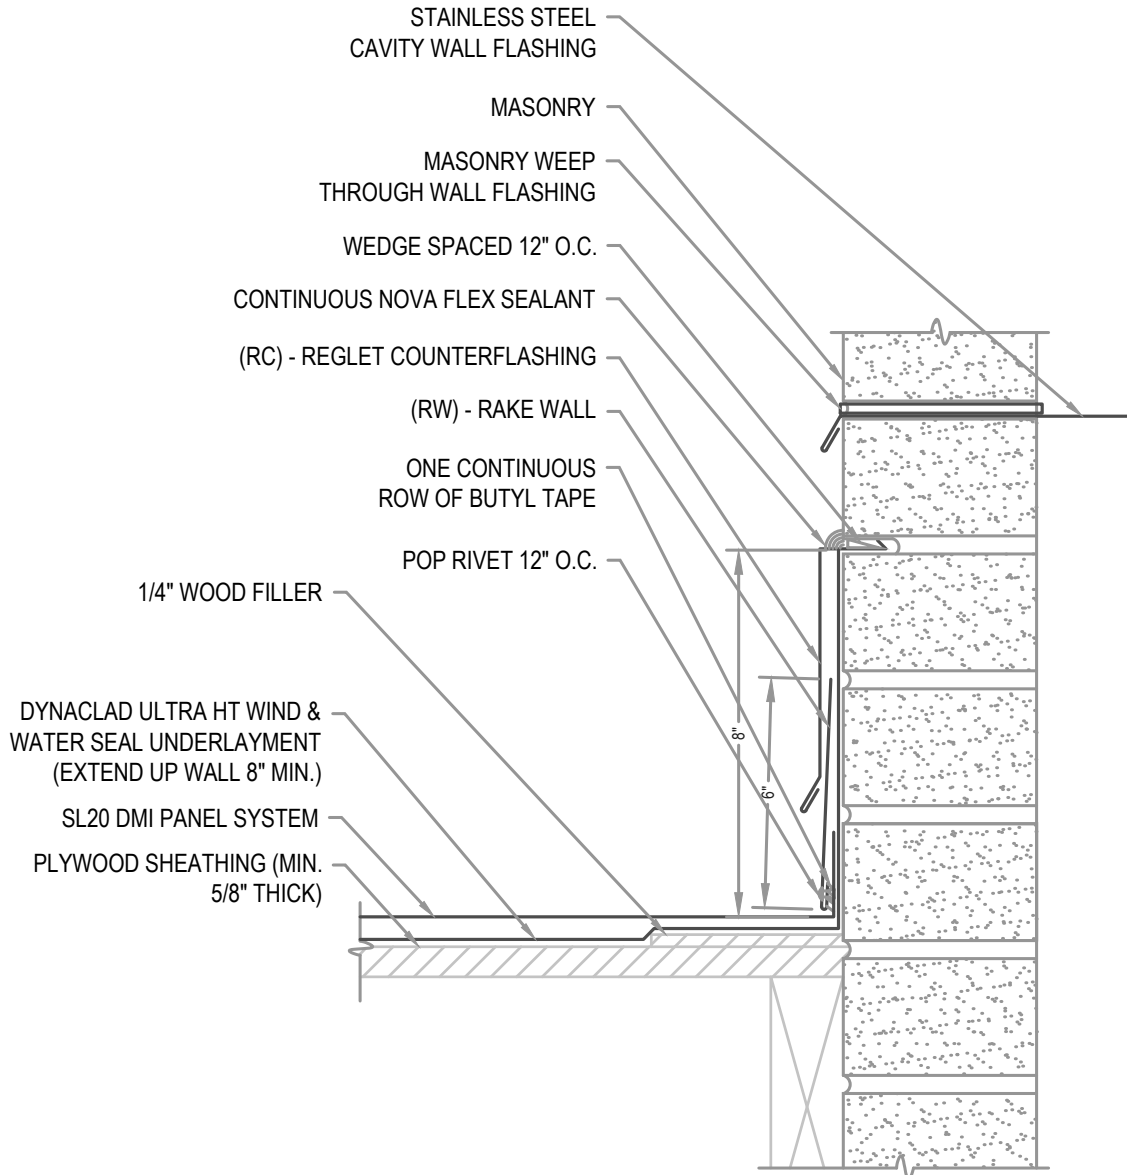 STAINLESS STEEL
CAVITY WALL FLASHING
MASONRY
MASONRY WEEP
THROUGH WALL FLASHING
WEDGE SPACED 12" O.C.
CONTINUOUS NOVA FLEX SEALANT
(RC) - REGLET COUNTERFLASHING
(RW) - RAKE WALL
ONE CONTINUOUS
ROW OF BUTYL TAPE
POP RIVET 12" O.C.
1/4" WOOD FILLER
DYNACLAD ULTRA HT WIND &
WATER SEAL UNDERLAYMENT
(EXTEND UP WALL 8" MIN.)
SL20 DMI PANEL SYSTEM
PLYWOOD SHEATHING (MIN.
5/8" THICK)
8"
6"